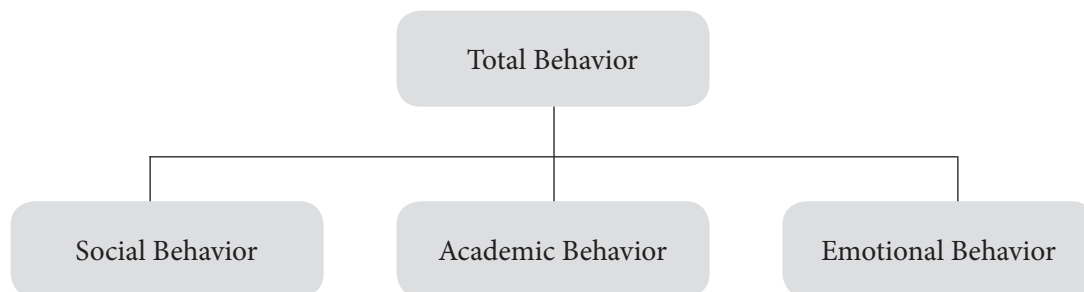 Total Behavior
Social Behavior
Academic Behavior
Emotional Behavior